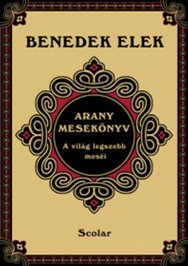 BENEDEK ELEK
ARANY
MESEKÖNYV
A világ legszebb
meséi
Scolar